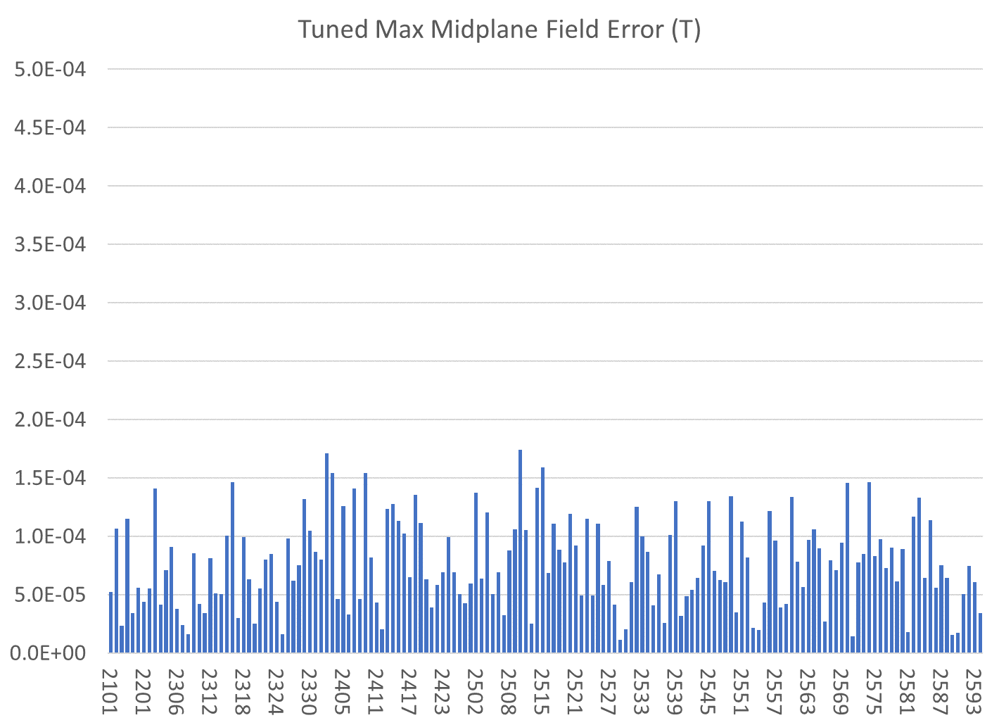 Tuned Max Midplane Field Error (T)
5.0E-04
4.5E-04
4.0E-04
3.5E-04
3.0E-04
2.5E-04
2.0E-04
1.5E-04
1.0E-04
5.0E-05
0.0E+00
2101
2201
2306
2312
2318
2324
2330
2405
2411
2417
2423
2502
2508
2515
2521
2527
2533
2539
2545
2551
2557
2563
2569
2575
2581
2587
2593